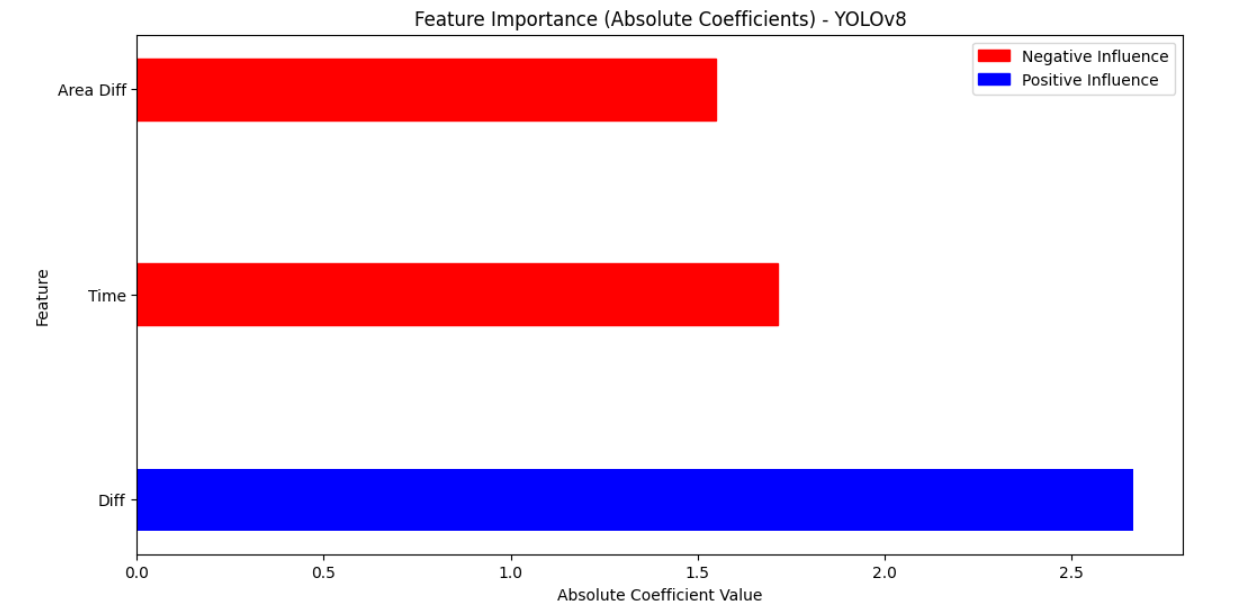 Feature Importance (Absolute Coefficients) - YOLOv8
Negative Influence
Positive Influence
Area Diff
Time
Diff
Feature
0.0 0.5 1.0 1.5 2.0 2.5
Absolute Coefficient Value